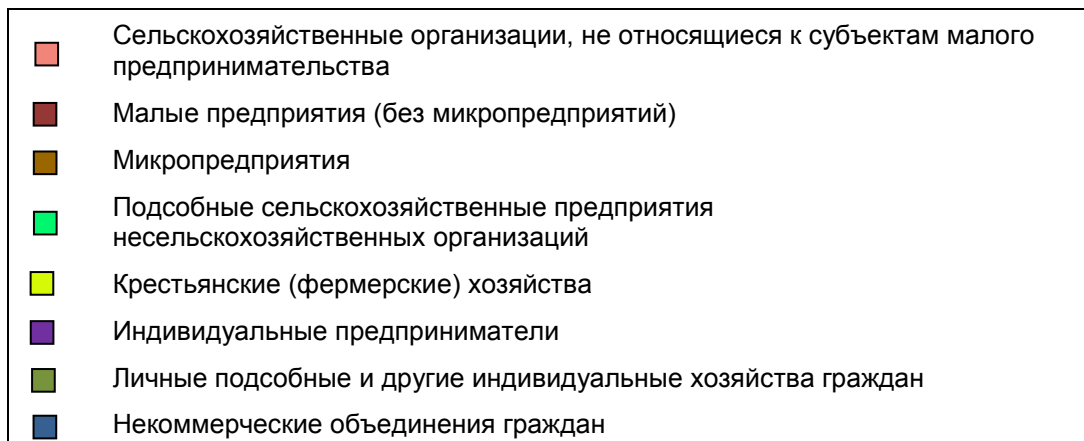 Сельскохозяйственные организации, не относящиеся к субъектам малого
предпринимательства
Малые предприятия (без микропредприятий)
Микропредприятия
Подсобные сельскохозяйственные предприятия
несельскохозяйственных организаций
Крестьянские (фермерские) хозяйства
Индивидуальные предприниматели
Личные подсобные и другие индивидуальные хозяйства граждан
Некоммерческие объединения граждан